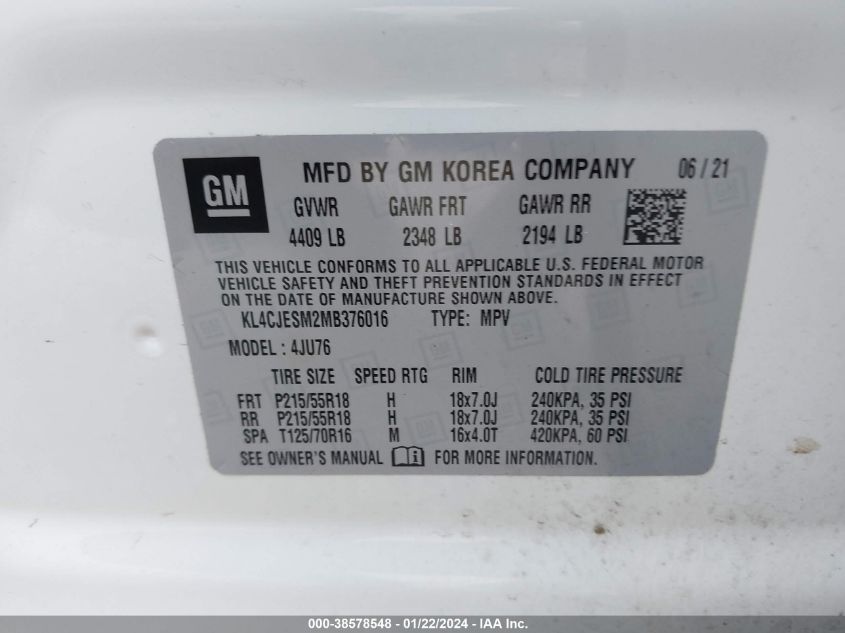 GM
MFD BY GM KOREA COMPANY 06/21
GVWR GAWR FRT GAWR RR
4409 LB 2348 LB 2194 LB
THIS VEHICLE CONFORMS TO ALL APPLICABLE U.S. FEDERAL MOTOR
VEHICLE SAFETY AND THEFT PREVENTION STANDARDS IN EFFECT
ON THE DATE OF MANUFACTURE SHOWN ABOVE.
KL4CJESM2MB376016 TYPE: MPV
MODEL: 4JU76
TIRE SIZE SPEED RTG RIM COLD TIRE PRESSURE
FRT P215/55R18 H 18x7.0J 240KPA, 35 PSI
RR P215/55R18 H 18x7.0J 240KPA, 35 PSI
SPA T125/70R16 M 16x4.0T 420KPA, 60 PSI
SEE OWNER'S MANUAL FOR MORE INFORMATION.
000-38578548 - 01/22/2024 - IAA Inc.